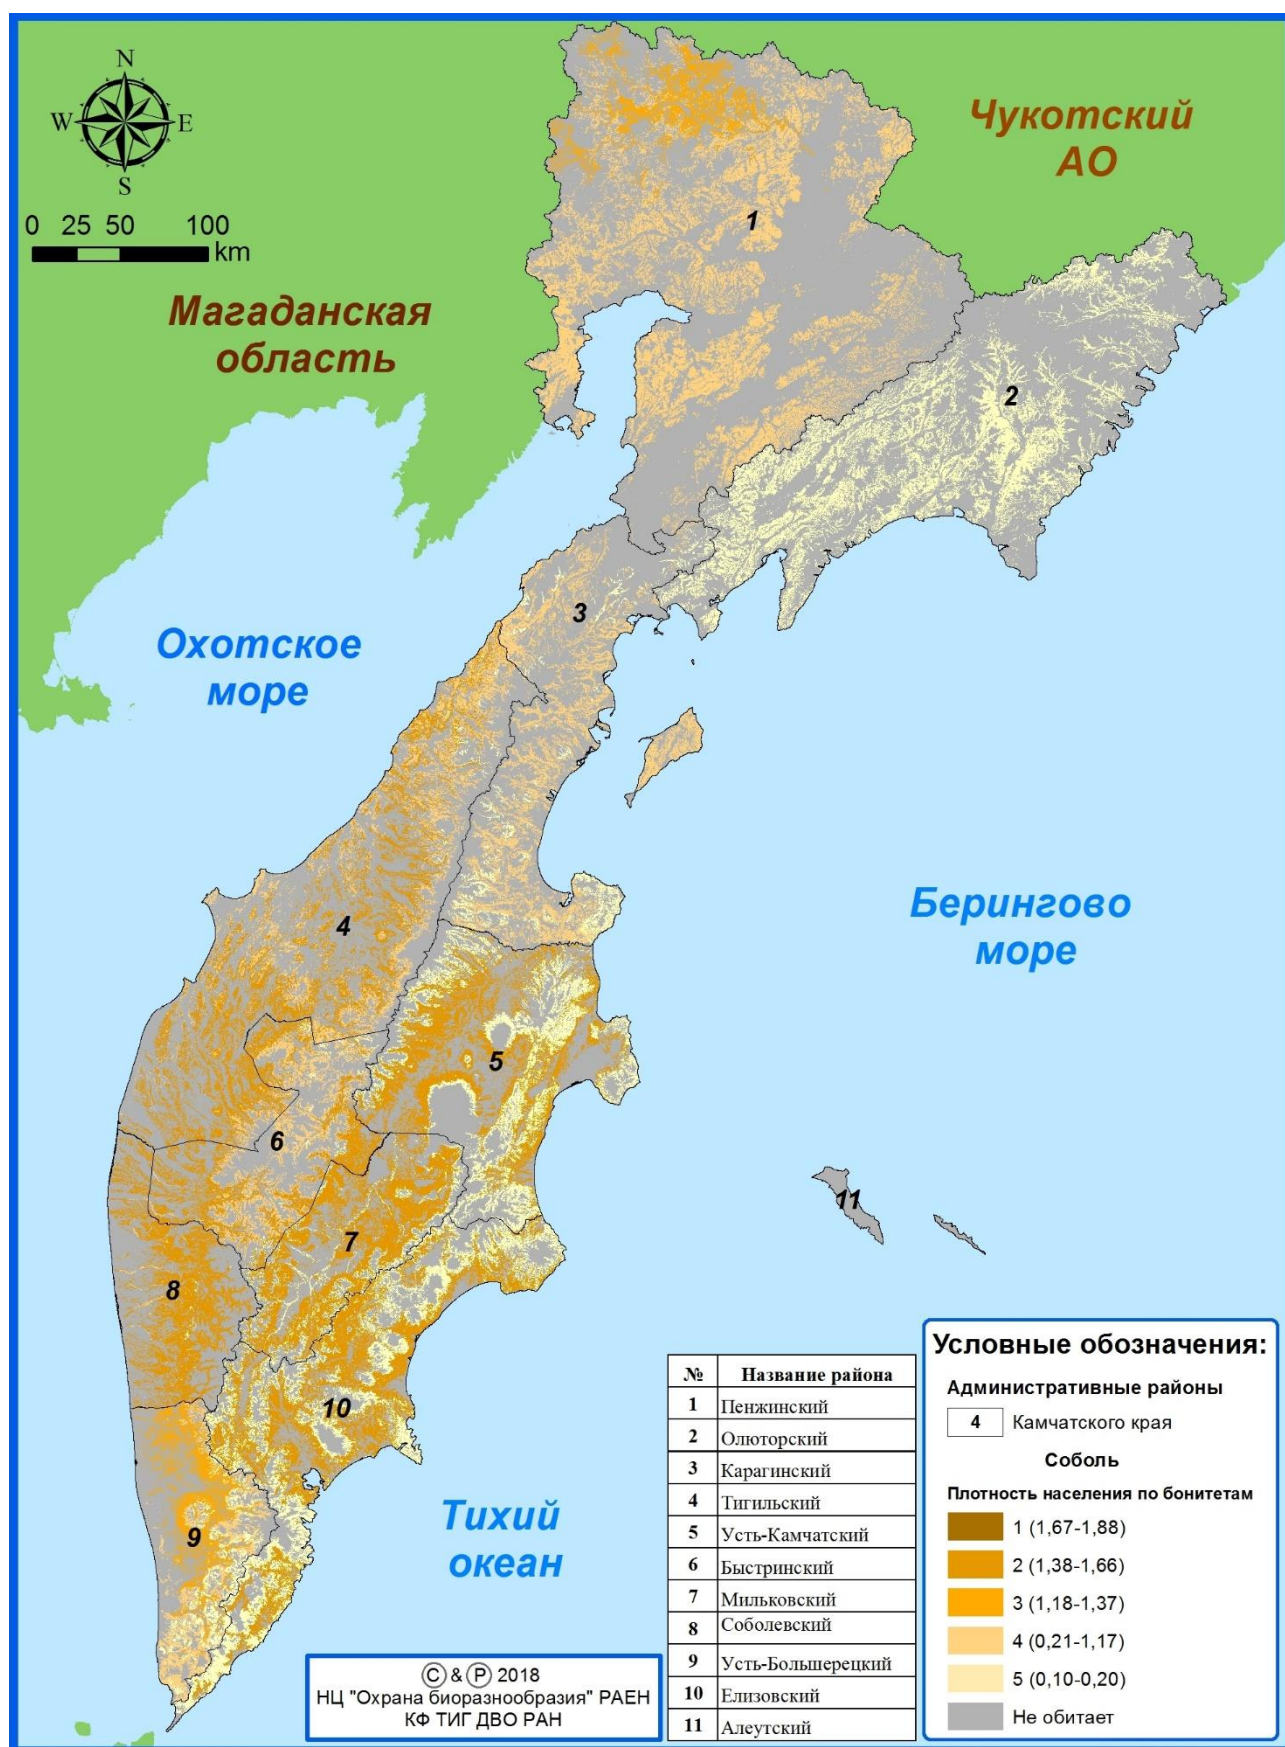 N
W E
S
0 25 50 100
km
Чукотский
АО
Магаданская
область
1
2
3
Охотское
море
4
Берингово
море
5
6
11
7
8
10
9
Тихий
океан
№ Название района
1 Пенжинский
2 Олюторский
3 Карагинский
4 Тигильский
5 Усть-Камчатский
6 Быстринский
7 Мильковский
8 Соболевский
9 Усть-Большерецкий
10 Елизовский
11 Алеутский
Условные обозначения:
Административные районы
4 Камчатского края
Соболь
Плотность населения по бонитетам
1 (1,67-1,88)
2 (1,38-1,66)
3 (1,18-1,37)
4 (0,21-1,17)
5 (0,10-0,20)
Не обитает
Ⓒ & Ⓟ 2018
НЦ "Охрана биоразнообразия" РАЕН
КФ ТИГ ДВО РАН